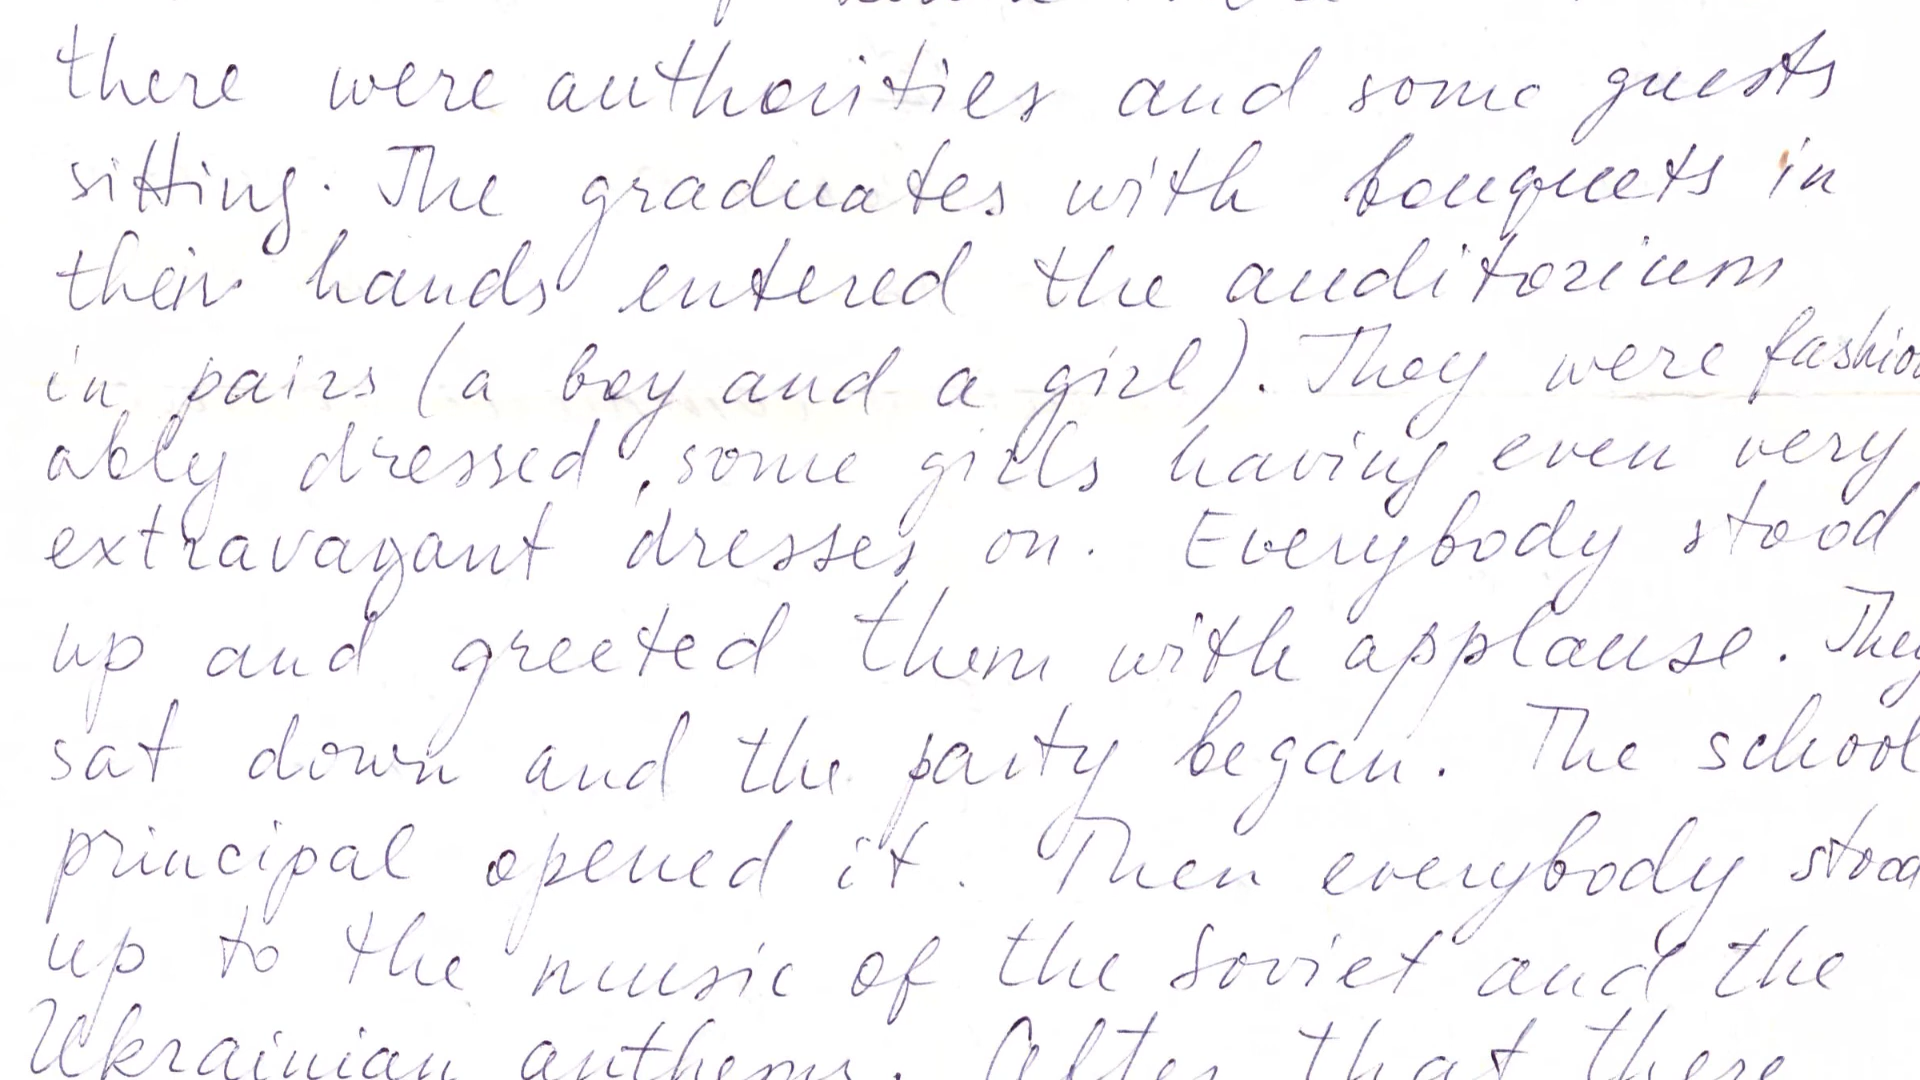 there were authorities and some guests
sitting. The graduates with bouquets in
their hands entered the auditorium
in pairs (a boy and a girl). They were fashion
ably dressed, some girls having even very
extravagant dresses on. Everybody stood
up and greeted them with applause. They
sat down and the party began. The school
principal opened it. Then everybody stood
up to the music of the Soviet and the
Ukrainian anthems. After that there